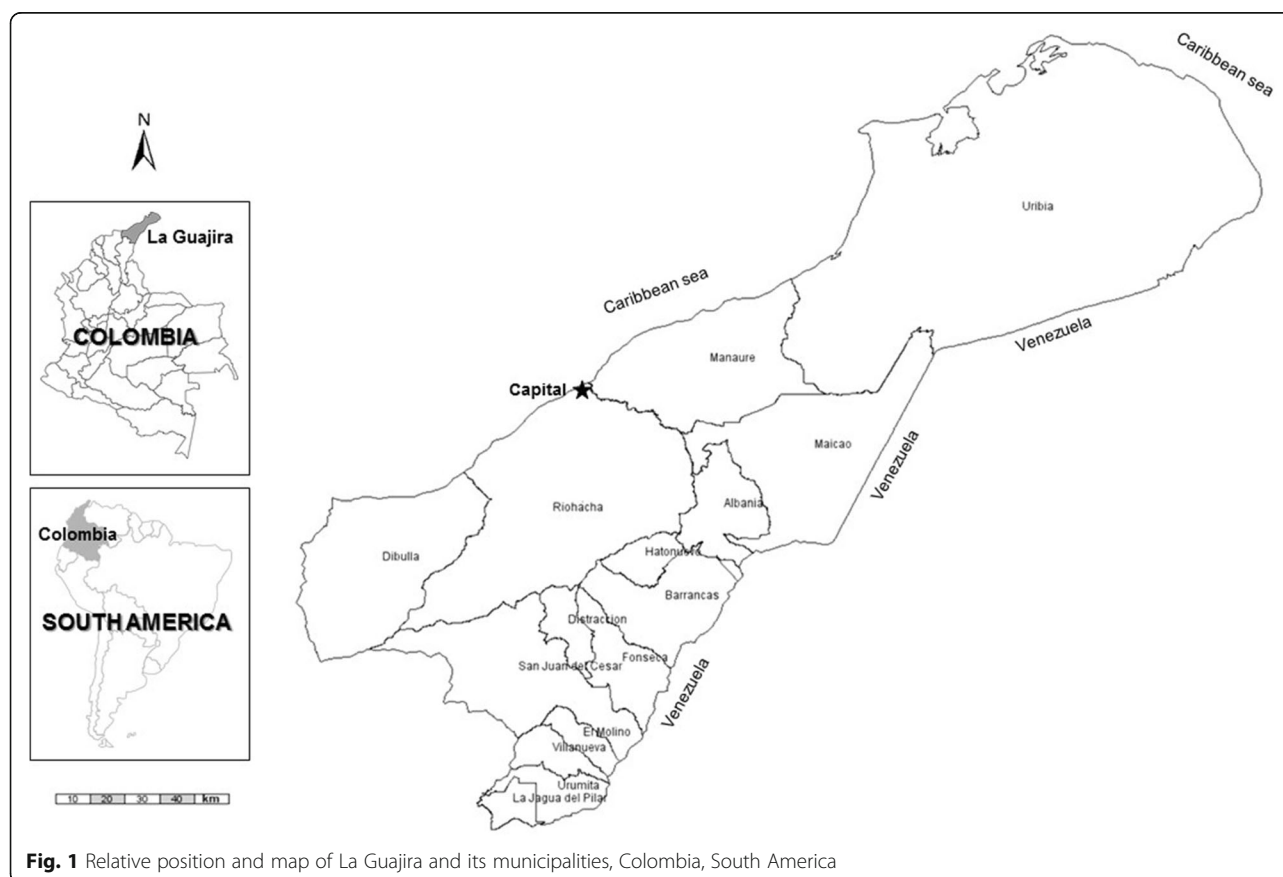 N
La Guajira
COLOMBIA
Colombia
SOUTH AMERICA
10 20 30 40 km
Caribbean sea
Uribia
Caribbean sea
Venezuela
Manaure
Capital
Maicao
Venezuela
Albania
Riohacha
Dibulla
Hatonuevo
Barrancas
Distraccion
Fonseca
San Juan del Cesar
Venezuela
El Molino
Villanueva
Urumita
La Jagua del Pilar
Fig. 1 Relative position and map of La Guajira and its municipalities, Colombia, South America